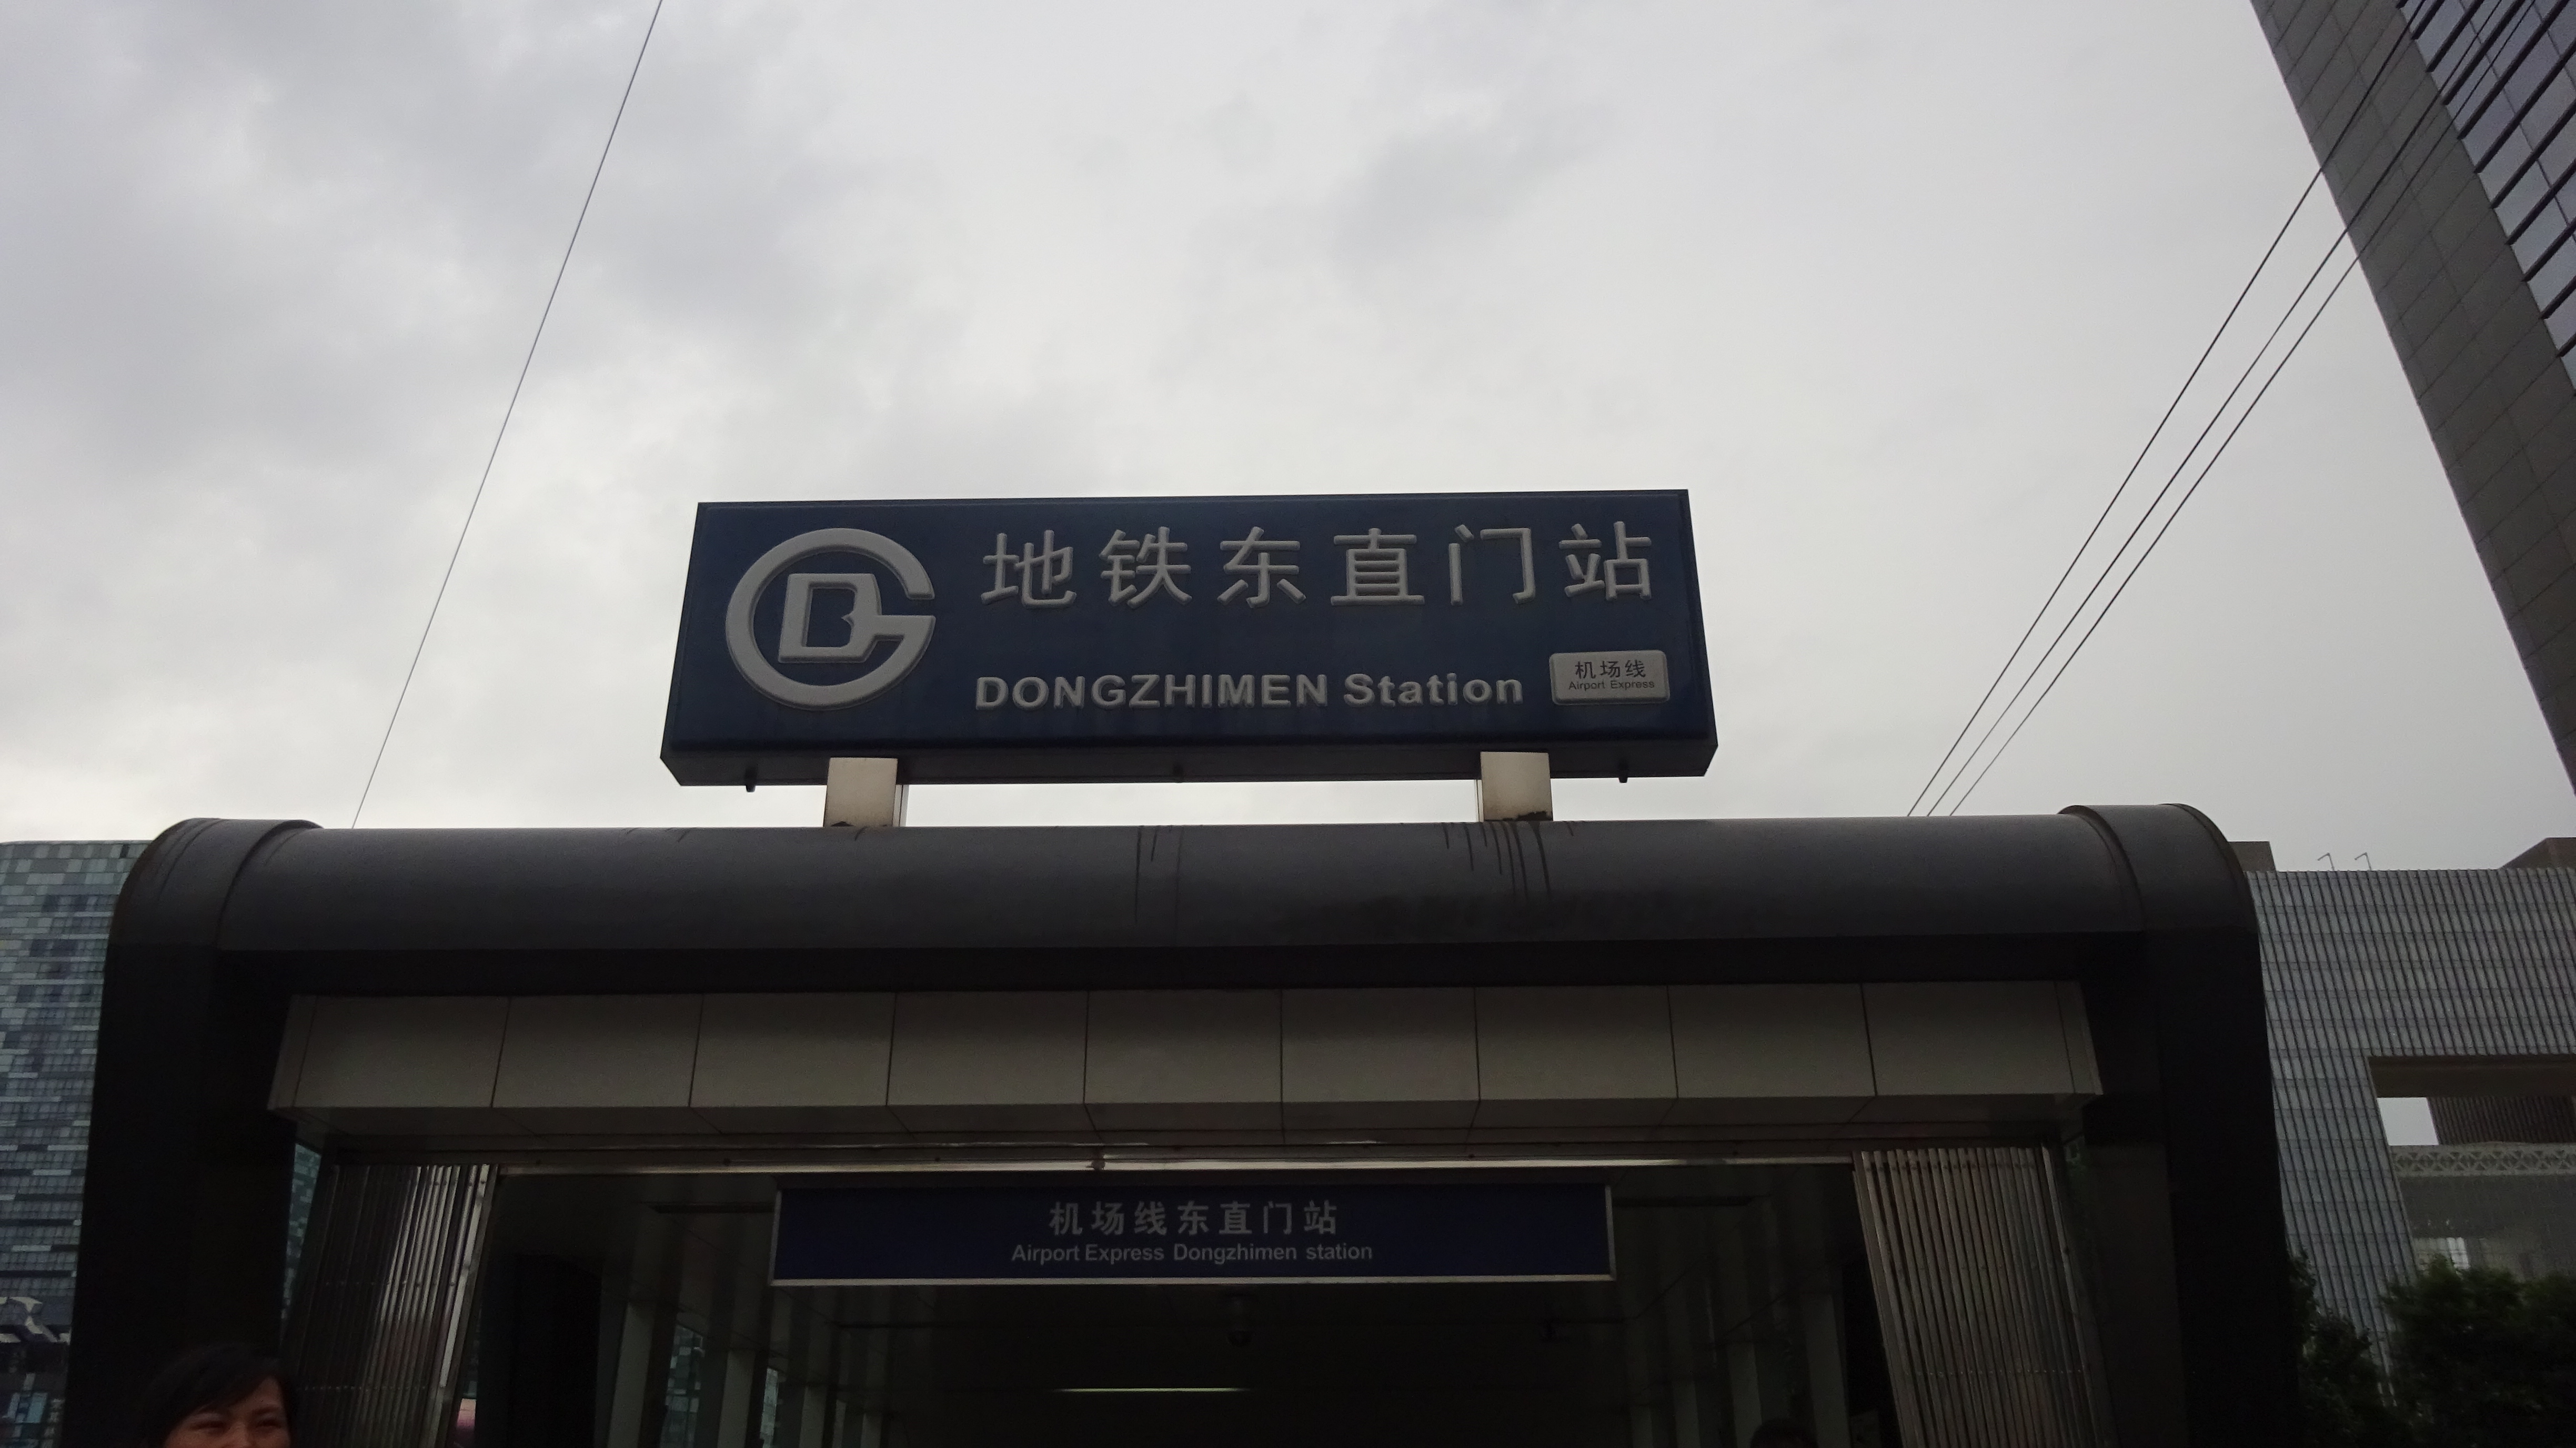 地铁东直门站
DONGZHIMEN Station
机场线
Airport Express
机场线东直门站
Airport Express Dongzhimen station